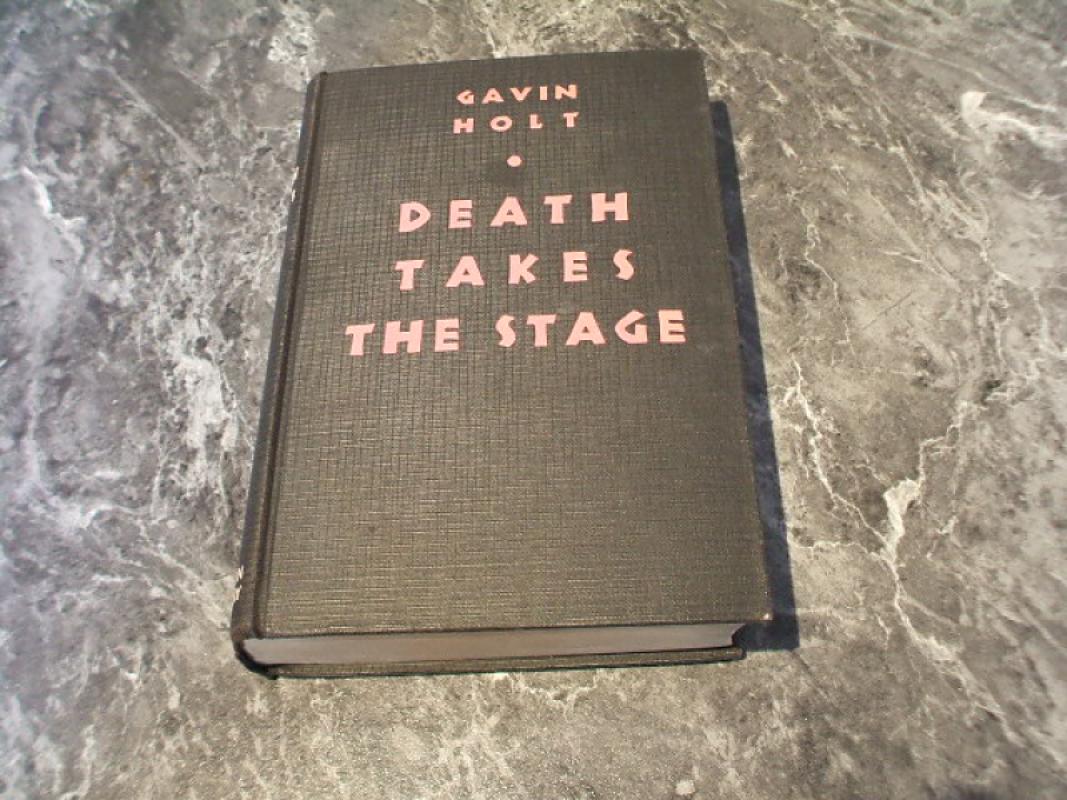 GAVIN
HOLT
•
DEATH
TAKES
THE STAGE